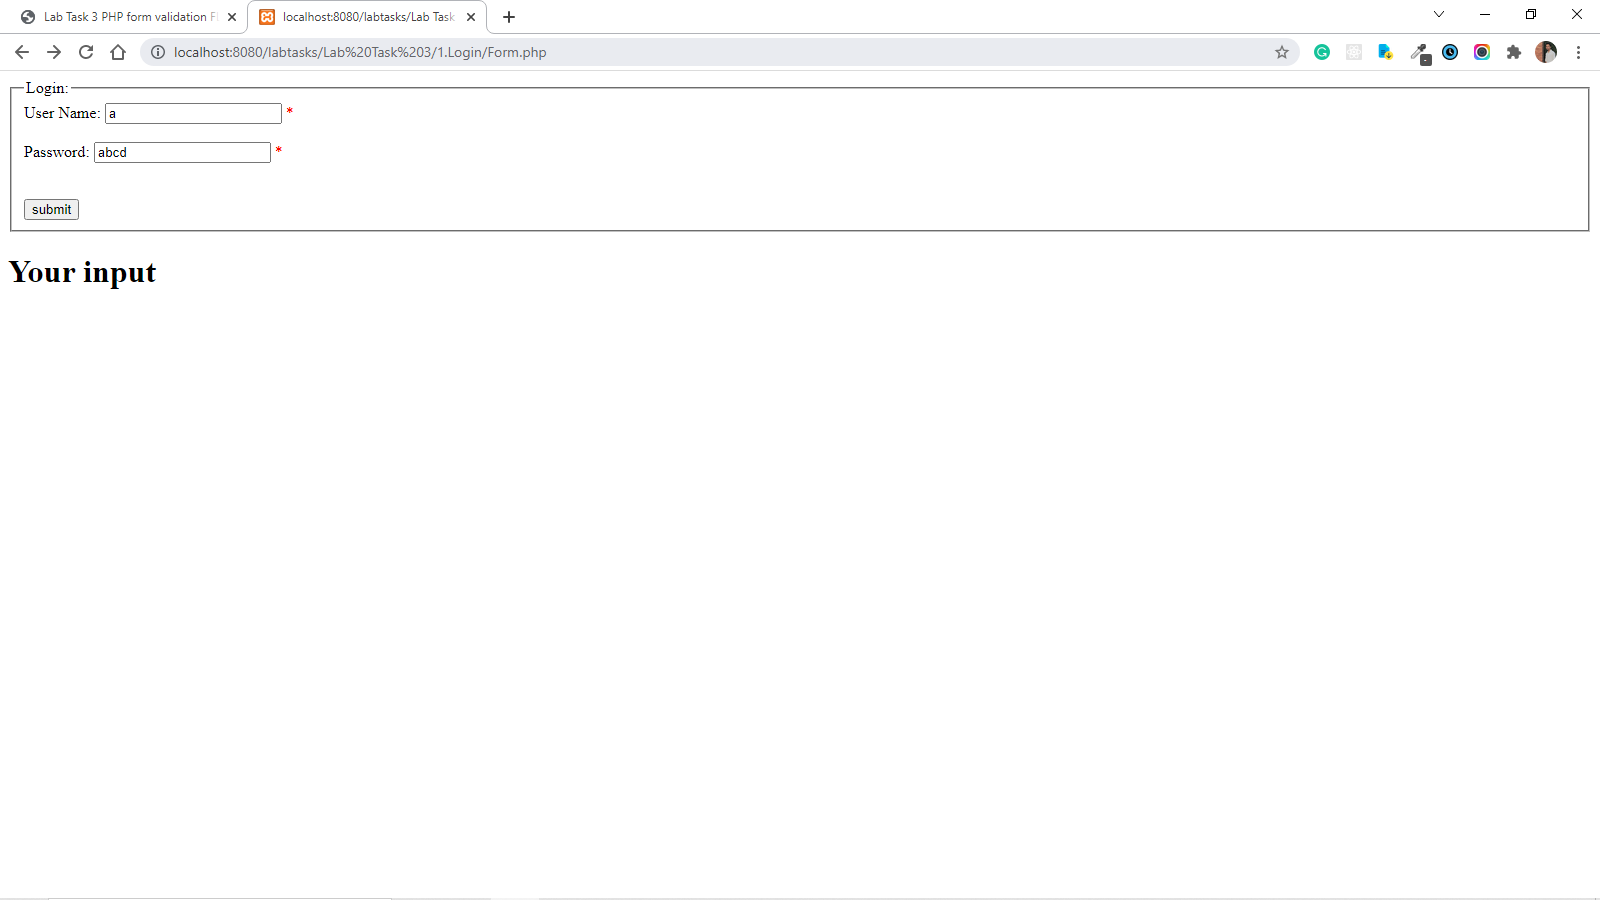 Lab Task 3 PHP form validation
localhost:8080/labtasks/Lab Task
localhost:8080/labtasks/Lab%20Task%203/1.Login/Form.php
Login:
User Name: a *
Password: abcd *
submit
Your input